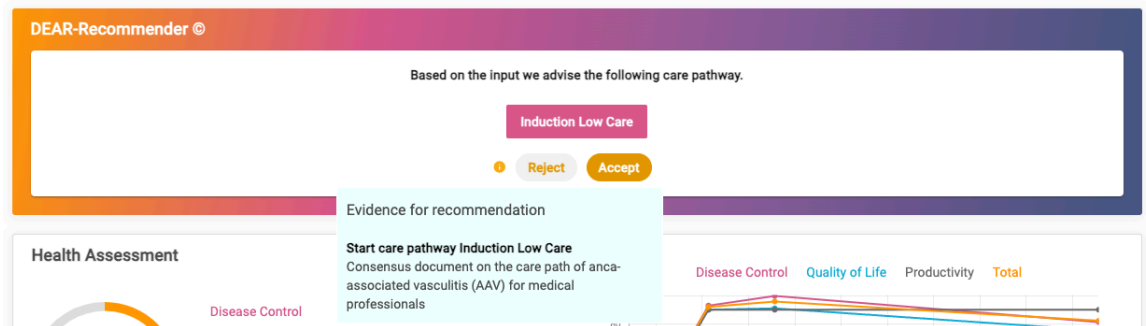 DEAR-Recommender ©
Based on the input we advise the following care pathway.
Induction Low Care
Reject Accept
Evidence for recommendation
Start care pathway Induction Low Care
Consensus document on the care path of anca-
associated vasculitis (AAV) for medical
professionals
Health Assessment
Disease Control
Disease Control Quality of Life Productivity Total